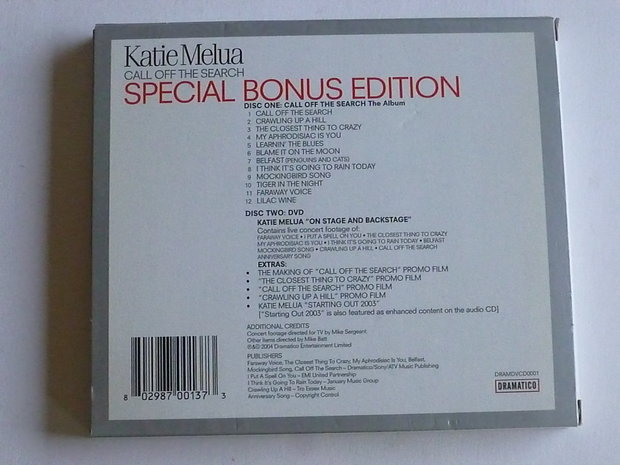 Katie Melua
CALL OFF THE SEARCH
SPECIAL BONUS EDITION
DISC ONE: CALL OFF THE SEARCH The Album
1 CALL OFF THE SEARCH
2 CRAWLING UP A HILL
3 THE CLOSEST THING TO CRAZY
4 MY APHRODISIAC IS YOU
5 LEARNIN' THE BLUES
6 BLAME IT ON THE MOON
7 BELFAST (PENGUINS AND CATS)
8 I THINK IT'S GOING TO RAIN TODAY
9 MOCKINGBIRD SONG
10 TIGER IN THE NIGHT
11 FARAWAY VOICE
12 LILAC WINE
DISC TWO: DVD
KATIE MELUA "ON STAGE AND BACKSTAGE"
Contains live concert footage of:
FARAWAY VOICE • I PUT A SPELL ON YOU • THE CLOSEST THING TO CRAZY
MY APHRODISIAC IS YOU • I THINK IT'S GOING TO RAIN TODAY • BELFAST
MOCKINGBIRD SONG • CRAWLING UP A HILL • CALL OFF THE SEARCH
ANNIVERSARY SONG
EXTRAS:
• THE MAKING OF "CALL OFF THE SEARCH" PROMO FILM
• "THE CLOSEST THING TO CRAZY" PROMO FILM
• "CALL OFF THE SEARCH" PROMO FILM
• "CRAWLING UP A HILL" PROMO FILM
• KATIE MELUA "STARTING OUT 2003"
["Starting Out 2003" is also featured as enhanced content on the audio CD]
ADDITIONAL CREDITS
Concert footage directed for TV by Mike Sergeant.
Other items directed by Mike Batt
℗&© 2004 Dramatico Entertainment Limited
PUBLISHERS
Faraway Voice, The Closest Thing To Crazy, My Aphrodisiac Is You, Belfast,
Mockingbird Song, Call Off The Search – Dramatico/Sony/ATV Music Publishing
I Put A Spell On You – EMI United Partnership
I Think It's Going To Rain Today – January Music Group
Crawling Up A Hill – Tro Essex Music
Anniversary Song – Copyright Control
8 02987 00137 3
DRAMDVCD0001
DRAMATICO